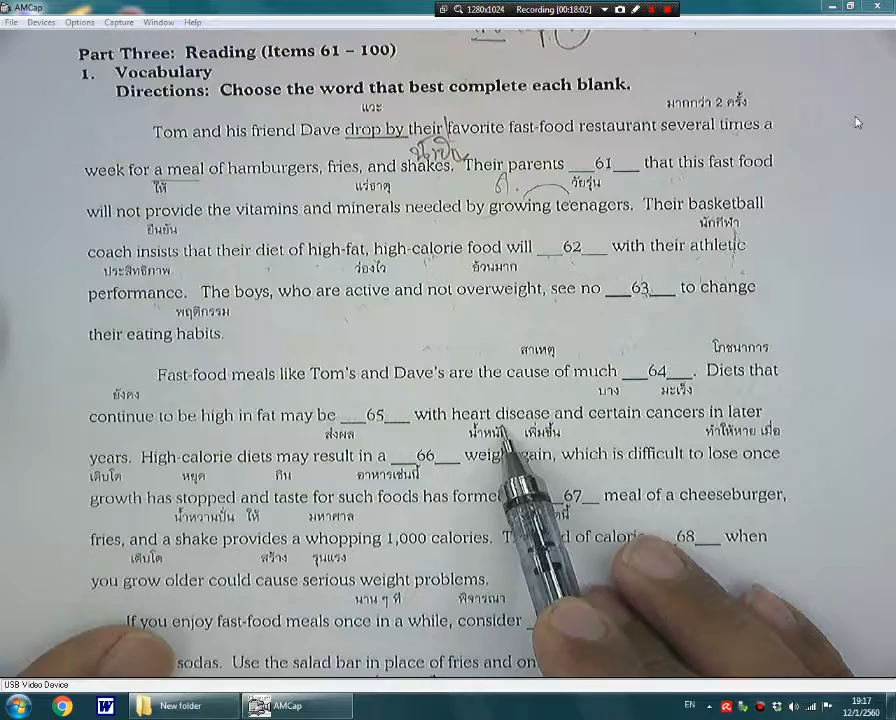 AMCap
1280x1024 Recording [00:18:02]
File Devices Options Capture Window Help
Part Three: Reading (Items 61 – 100)
1. Vocabulary
Directions: Choose the word that best complete each blank.
แวะ มากกว่า 2 ครั้ง
Tom and his friend Dave drop by their favorite fast-food restaurant several times a
week for a meal of hamburgers, fries, and shakes. Their parents ___61___ that this fast food
ให้ แร่ธาตุ วัยรุ่น
will not provide the vitamins and minerals needed by growing teenagers. Their basketball
ยืนยัน นักกีฬา
coach insists that their diet of high-fat, high-calorie food will ___62___ with their athletic
ประสิทธิภาพ ว่องไว อ้วนมาก
performance. The boys, who are active and not overweight, see no ___63___ to change
พฤติกรรม
their eating habits.
สาเหตุ โภชนาการ
Fast-food meals like Tom's and Dave's are the cause of much ___64___. Diets that
ยังคง บาง มะเร็ง
continue to be high in fat may be ___65___ with heart disease and certain cancers in later
ส่งผล เพิ่มขึ้น ทำให้หาย เมื่อ
years. High-calorie diets may result in a ___66___ weight gain, which is difficult to lose once
เติบโต หยุด กิน อาหารเช่นนี้
growth has stopped and taste for such foods has forme 67__ meal of a cheeseburger,
น้ำหวานปั่น ให้ มหาศาล
fries, and a shake provides a whopping 1,000 calories. of 68___ when
เติบโต สร้าง รุนแรง
you grow older could cause serious weight problems.
นาน ๆ ที พิจารณา
If you enjoy fast-food meals once in a while, consider
sodas. Use the salad bar in place of fries and on
USB Video Device
New folder AMCap EN 19:17
12/1/2560